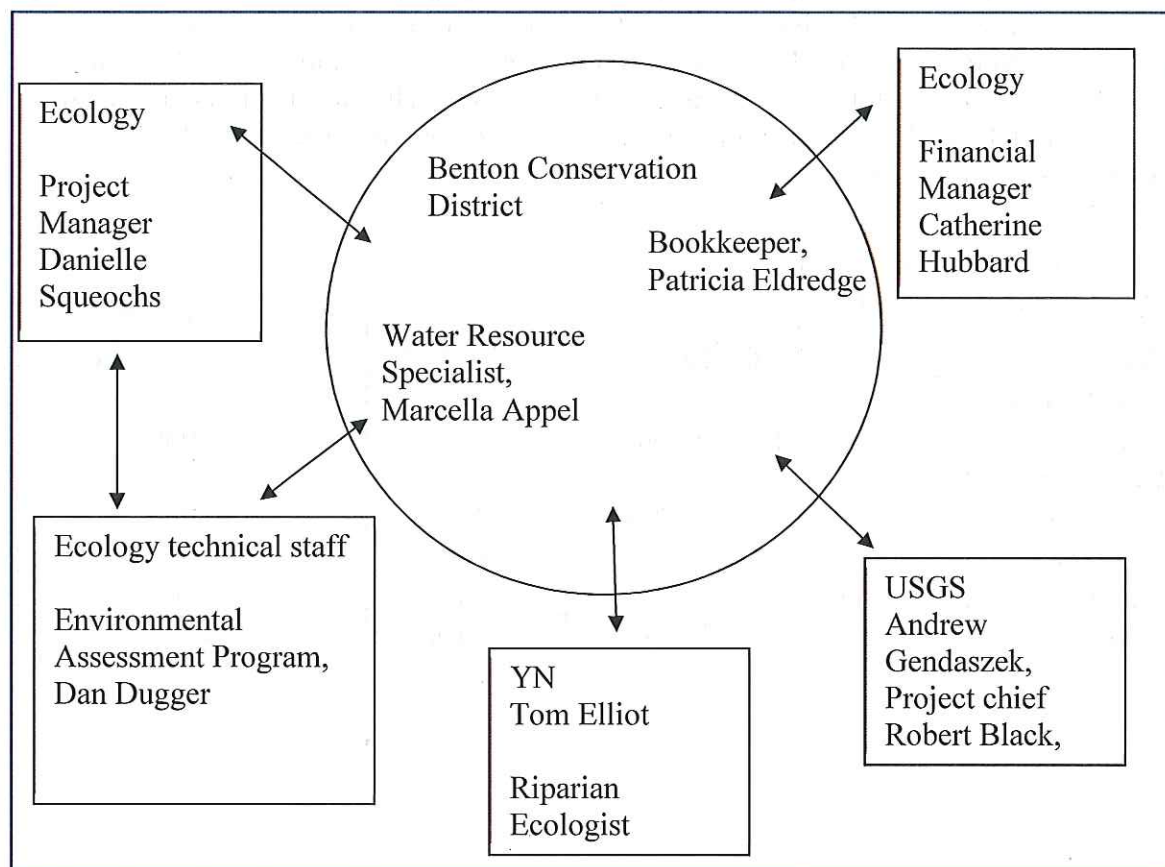 Ecology
Project
Manager
Danielle
Squeochs
Benton Conservation
District
Bookkeeper,
Patricia Eldredge
Water Resource
Specialist,
Marcella Appel
Ecology
Financial
Manager
Catherine
Hubbard
Ecology technical staff
Environmental
Assessment Program,
Dan Dugger
YN
Tom Elliot
Riparian
Ecologist
USGS
Andrew
Gendaszek,
Project chief
Robert Black,